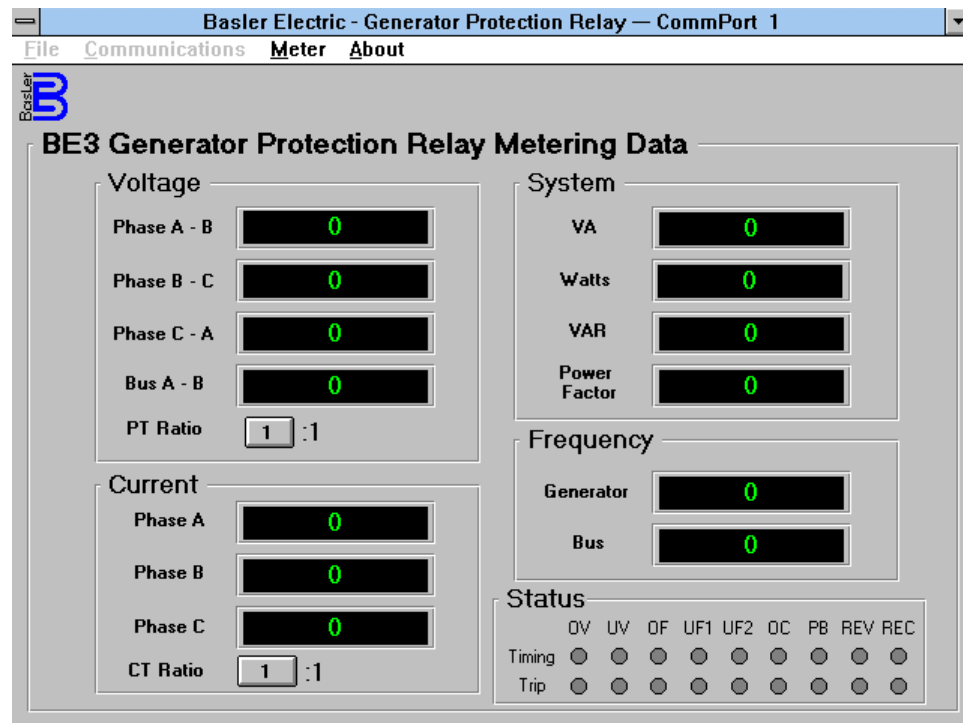 Basler Electric - Generator Protection Relay — CommPort 1
File Communications Meter About
Basler
BE3 Generator Protection Relay Metering Data
Voltage
Phase A - B 0
Phase B - C 0
Phase C - A 0
Bus A - B 0
PT Ratio 1 :1
Current
Phase A 0
Phase B 0
Phase C 0
CT Ratio 1 :1
System
VA 0
Watts 0
VAR 0
Power
Factor 0
Frequency
Generator 0
Bus 0
Status
OV UV OF UF1 UF2 OC PB REV REC
Timing
Trip